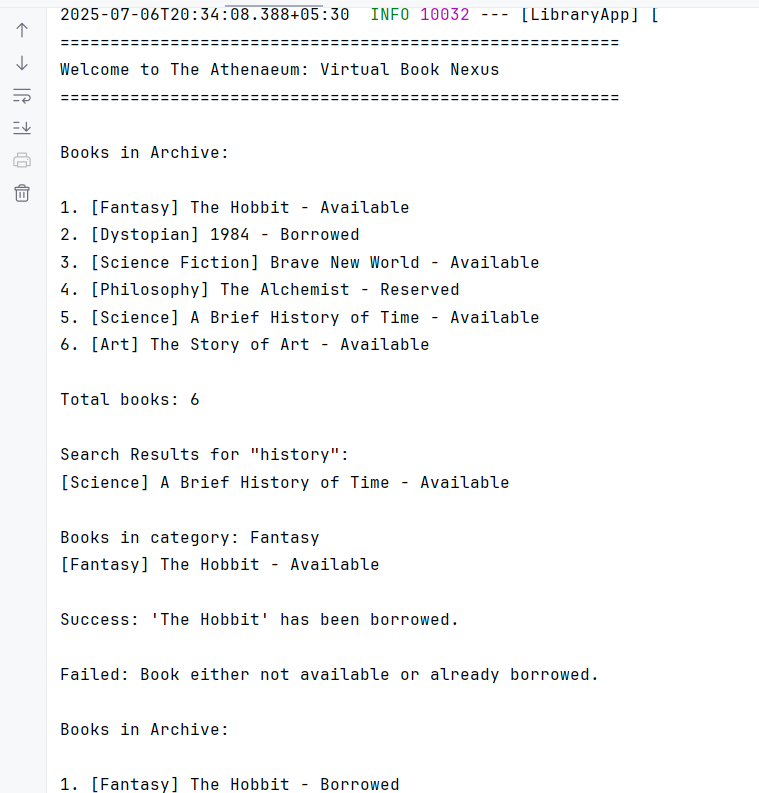 2025-07-06T20:34:08.388+05:30  INFO 10032 --- [LibraryApp] [
========================================================
Welcome to The Athenaeum: Virtual Book Nexus
========================================================
Books in Archive:
1. [Fantasy] The Hobbit - Available
2. [Dystopian] 1984 - Borrowed
3. [Science Fiction] Brave New World - Available
4. [Philosophy] The Alchemist - Reserved
5. [Science] A Brief History of Time - Available
6. [Art] The Story of Art - Available
Total books: 6
Search Results for "history":
[Science] A Brief History of Time - Available
Books in category: Fantasy
[Fantasy] The Hobbit - Available
Success: 'The Hobbit' has been borrowed.
Failed: Book either not available or already borrowed.
Books in Archive:
1. [Fantasy] The Hobbit - Borrowed